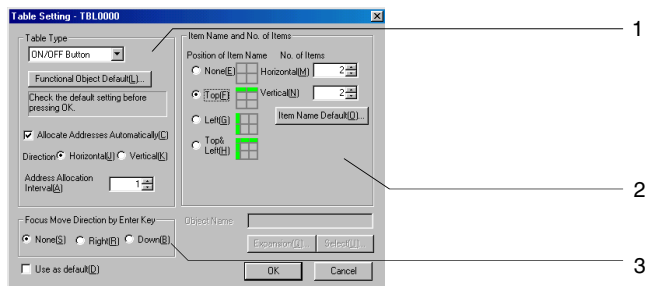 Table Setting - TBL0000
1
Table Type
ON/OFF Button
Functional Object Default(L)...
Check the default setting before
pressing OK.
Allocate Addresses Automatically(C)
Direction Horizontal(J) Vertical(K)
Address Allocation
Interval(A)
1
Item Name and No. of Items
Position of Item Name No. of Items
None(E) Horizontal(M) 2
Top(F) Vertical(N) 2
Item Name Default(O)...
Left(G)
Top&
Left(H)
2
Focus Move Direction by Enter Key
None(S) Right(R) Down(B)
3
Object Name
Expansion(Q)... Select(U)...
Use as default(D)
OK Cancel